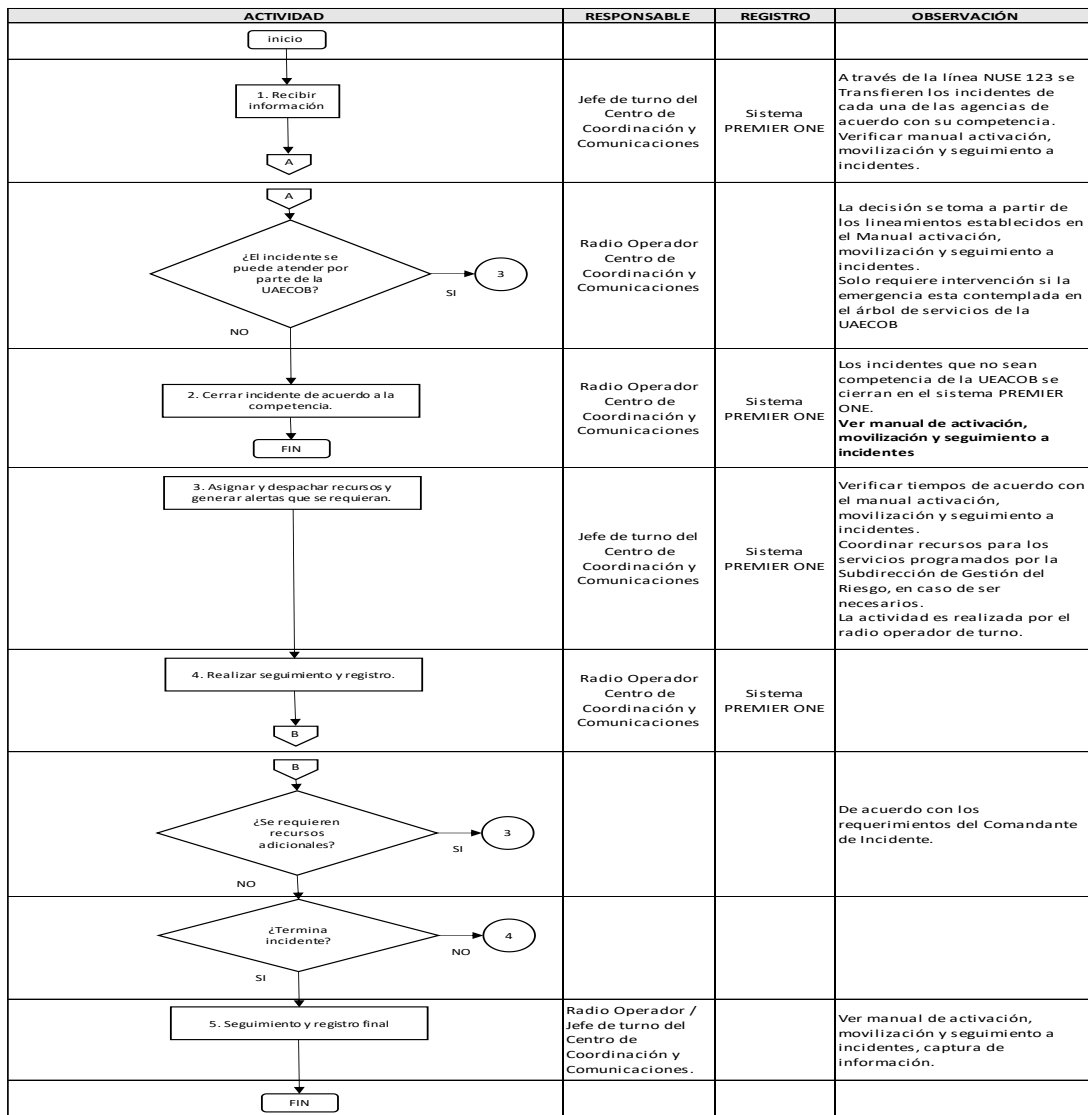 ACTIVIDAD RESPONSABLE REGISTRO OBSERVACIÓN
inicio
1. Recibir
información
A
Jefe de turno del
Centro de
Coordinación y
Comunicaciones
Sistema
PREMIER ONE
A través de la línea NUSE 123 se
Transfieren los incidentes de
cada una de las agencias de
acuerdo con su competencia.
Verificar manual activación,
movilización y seguimiento a
incidentes.
A
¿El incidente se
puede atender por
parte de la
UAECOB?
SI
3
NO
Radio Operador
Centro de
Coordinación y
Comunicaciones
La decisión se toma a partir de
los lineamientos establecidos en
el Manual activación,
movilización y seguimiento a
incidentes.
Solo requiere intervención si la
emergencia esta contemplada en
el árbol de servicios de la
UAECOB
2. Cerrar incidente de acuerdo a la
competencia.
FIN
Radio Operador
Centro de
Coordinación y
Comunicaciones
Sistema
PREMIER ONE
Los incidentes que no sean
competencia de la UEACOB se
cierran en el sistema PREMIER
ONE.
Ver manual de activación,
movilización y seguimiento a
incidentes
3. Asignar y despachar recursos y
generar alertas que se requieran.
Jefe de turno del
Centro de
Coordinación y
Comunicaciones
Sistema
PREMIER ONE
Verificar tiempos de acuerdo con
el manual activación,
movilización y seguimiento a
incidentes.
Coordinar recursos para los
servicios programados por la
Subdirección de Gestión del
Riesgo, en caso de ser
necesarios.
La actividad es realizada por el
radio operador de turno.
4. Realizar seguimiento y registro.
B
Radio Operador
Centro de
Coordinación y
Comunicaciones
Sistema
PREMIER ONE
B
¿Se requieren
recursos
adicionales?
SI
3
NO
De acuerdo con los
requerimientos del Comandante
de Incidente.
¿Termina
incidente?
NO
4
SI
5. Seguimiento y registro final
Radio Operador /
Jefe de turno del
Centro de
Coordinación y
Comunicaciones.
Ver manual de activación,
movilización y seguimiento a
incidentes, captura de
información.
FIN